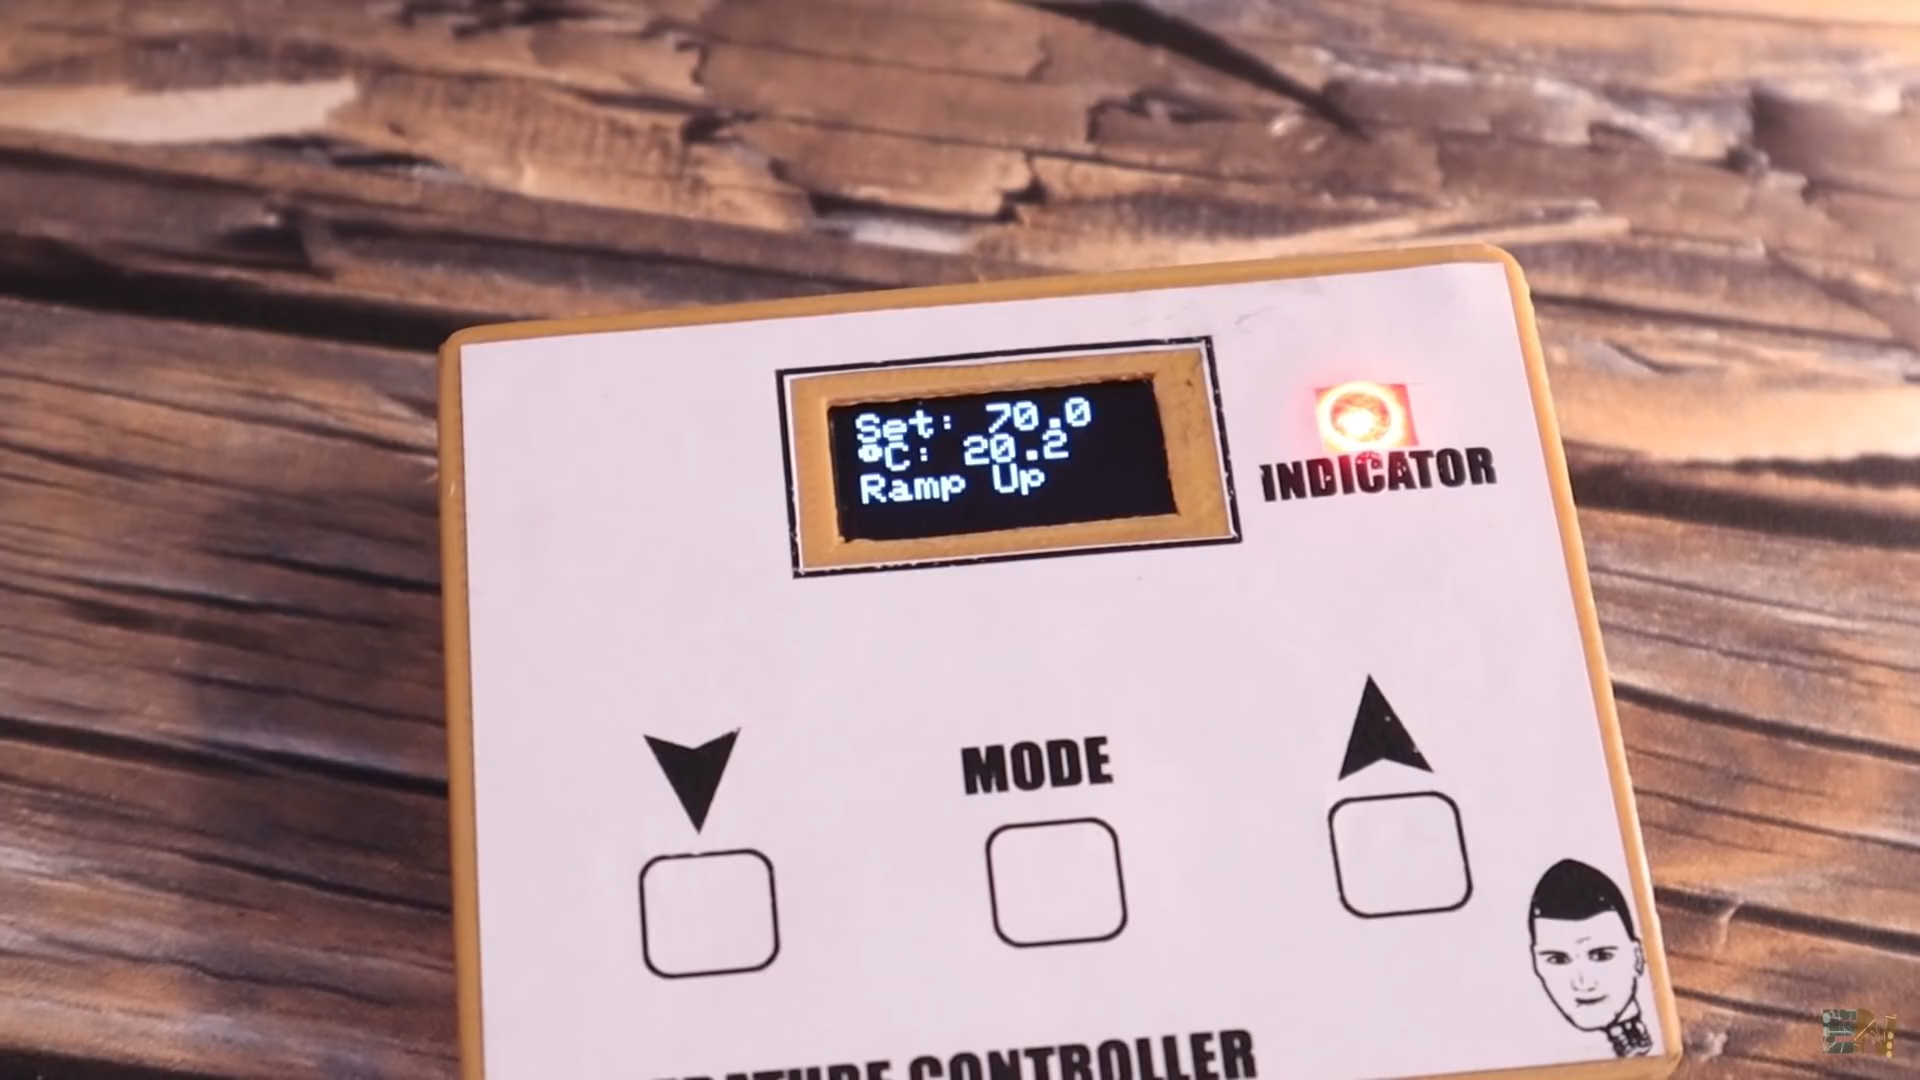 Set: 70.0
°C: 20.2
Ramp Up
INDICATOR
MODE
CONTROLLER